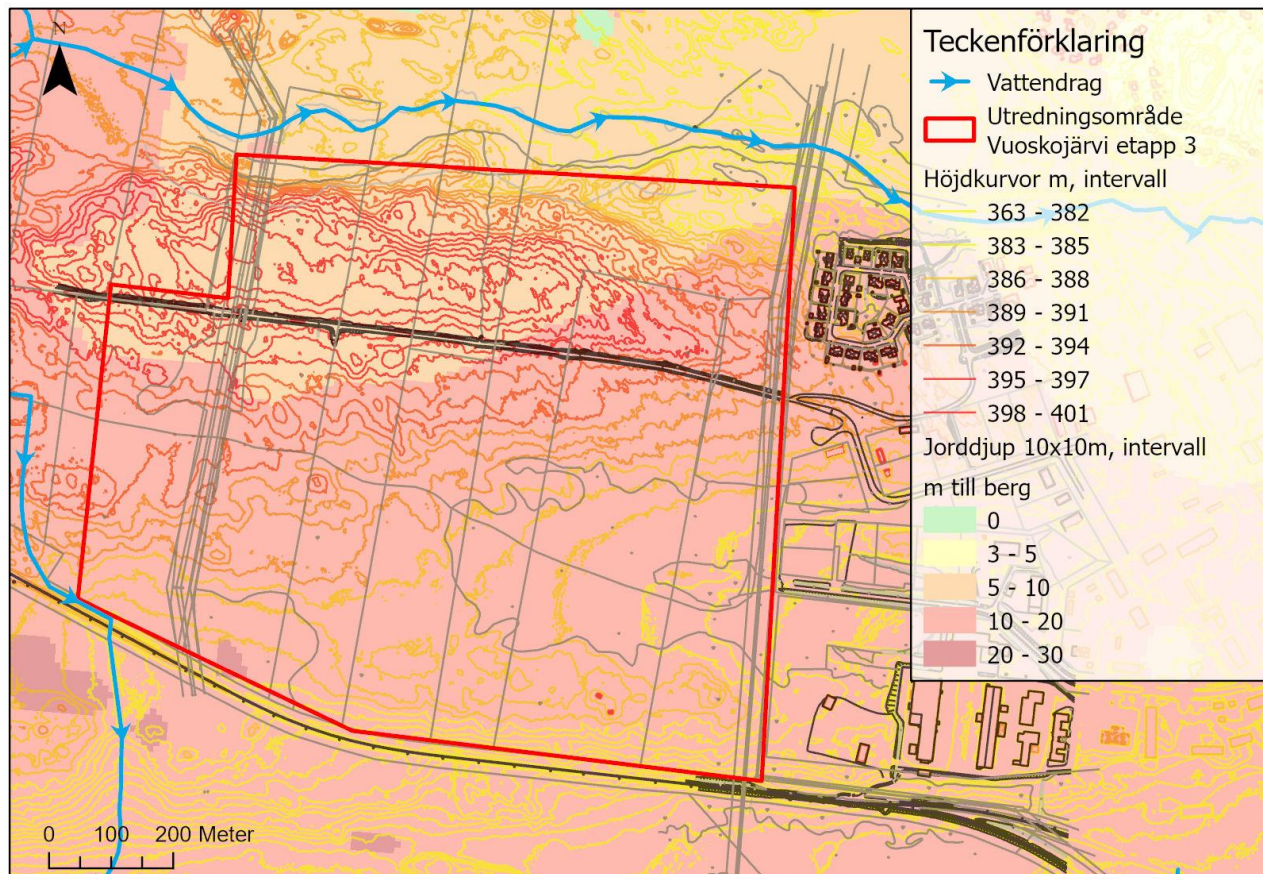 N
Teckenförklaring
Vattendrag
Utredningsområde
Vuoskojärvi etapp 3
Höjdkurvor m, intervall
363 - 382
383 - 385
386 - 388
389 - 391
392 - 394
395 - 397
398 - 401
Jorddjup 10x10m, intervall
m till berg
0
3 - 5
5 - 10
10 - 20
20 - 30
0 100 200 Meter